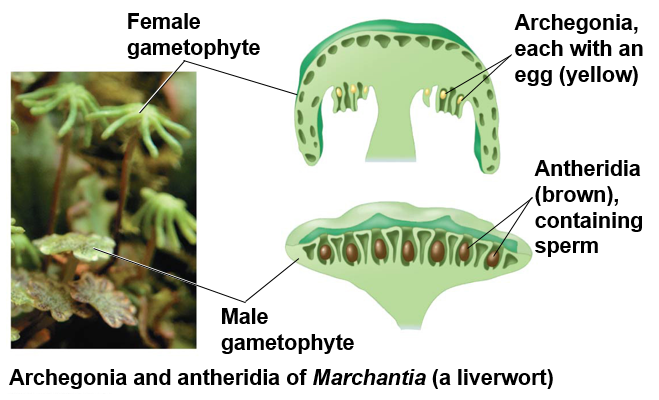 Female
gametophyte
Archegonia,
each with an
egg (yellow)
Antheridia
(brown),
containing
sperm
Male
gametophyte
Archegonia and antheridia of Marchantia (a liverwort)